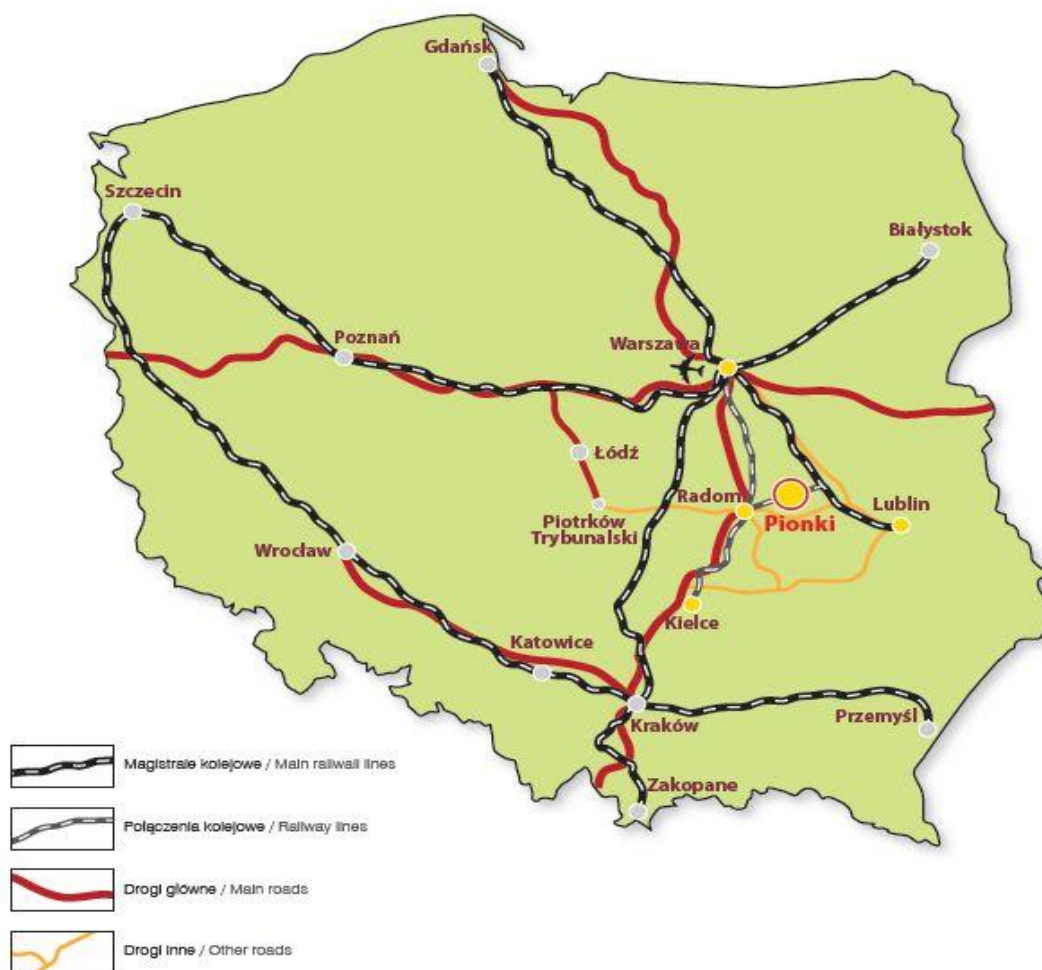 Gdańsk
Szczecin
Białystok
Poznań
Warszawa
Łódź
Radom
Lublin
Piotrków
Trybunalski
Pionki
Wrocław
Kielce
Katowice
Kraków
Przemyśl
Zakopane
Magistrale kolejowe / Main railwall lines
Połączenia kolejowe / Railway lines
Drogi główne / Main roads
Drogi inne / Other roads